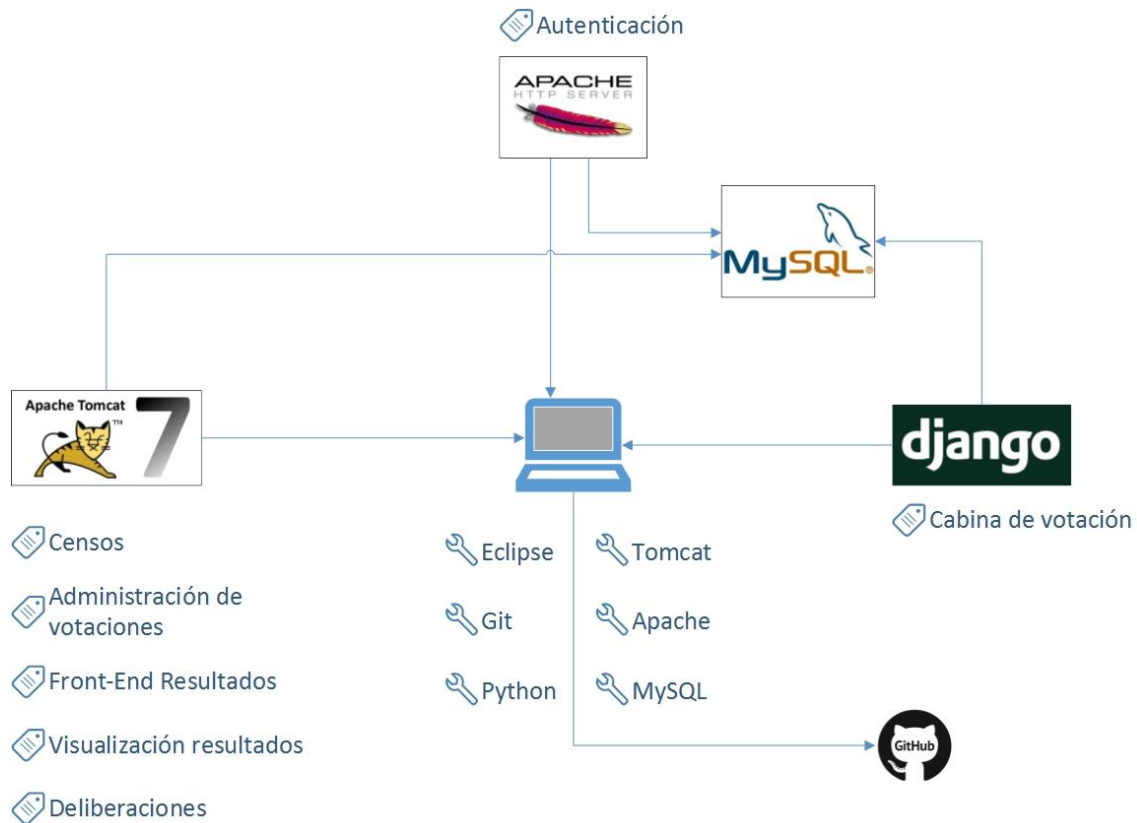 Autenticación
APACHE
HTTP SERVER
MySQL®
Apache Tomcat
TM
7
django
Cabina de votación
Censos
Administración de
votaciones
Front-End Resultados
Visualización resultados
Deliberaciones
Eclipse
Tomcat
Git
Apache
Python
MySQL
GitHub